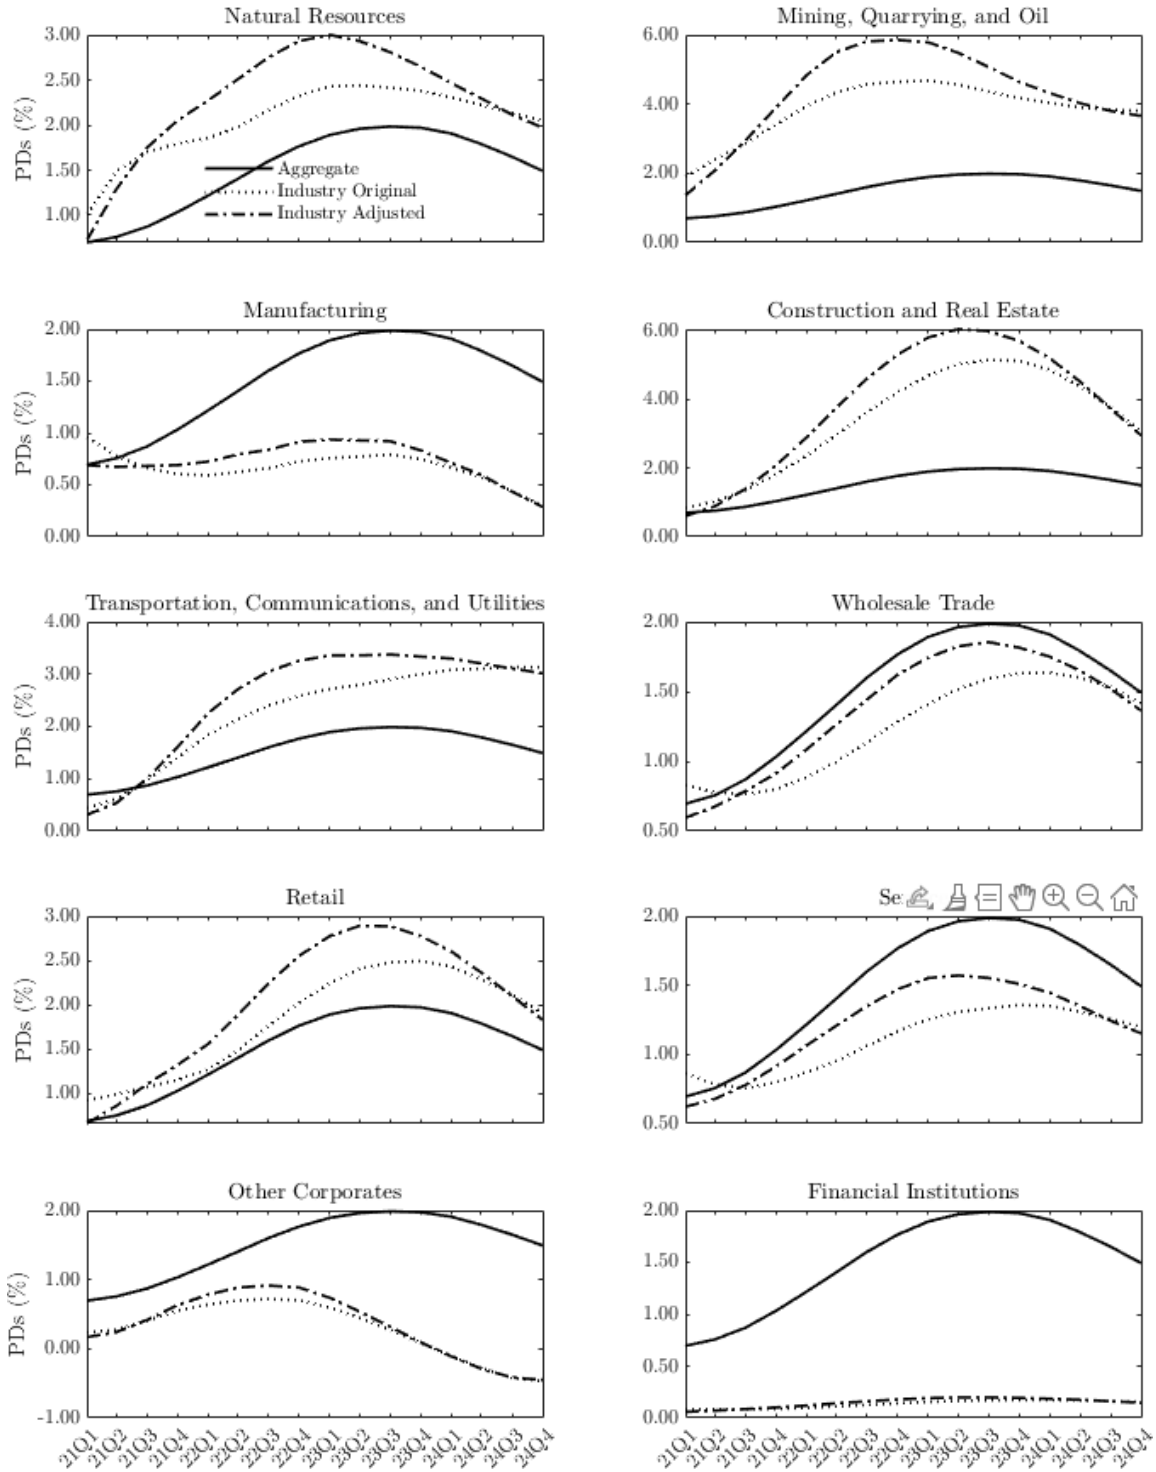 Natural Resources
Mining, Quarrying, and Oil
PDs (%)
3.00
2.50
2.00
1.50
1.00
Aggregate
Industry Original
Industry Adjusted
6.00
4.00
2.00
0.00
Manufacturing
Construction and Real Estate
PDs (%)
2.00
1.50
1.00
0.50
0.00
6.00
4.00
2.00
0.00
Transportation, Communications, and Utilities
Wholesale Trade
PDs (%)
4.00
3.00
2.00
1.00
0.00
2.00
1.50
1.00
0.50
Retail
PDs (%)
3.00
2.50
2.00
1.50
1.00
2.00
1.50
1.00
0.50
Other Corporates
Financial Institutions
PDs (%)
2.00
1.00
0.00
-1.00
21Q1 21Q2 21Q3 21Q4 22Q1 22Q2 22Q3 22Q4 23Q1 23Q2 23Q3 23Q4 24Q1 24Q2 24Q3 24Q4
2.00
1.50
1.00
0.50
0.00
21Q1 21Q2 21Q3 21Q4 22Q1 22Q2 22Q3 22Q4 23Q1 23Q2 23Q3 23Q4 24Q1 24Q2 24Q3 24Q4